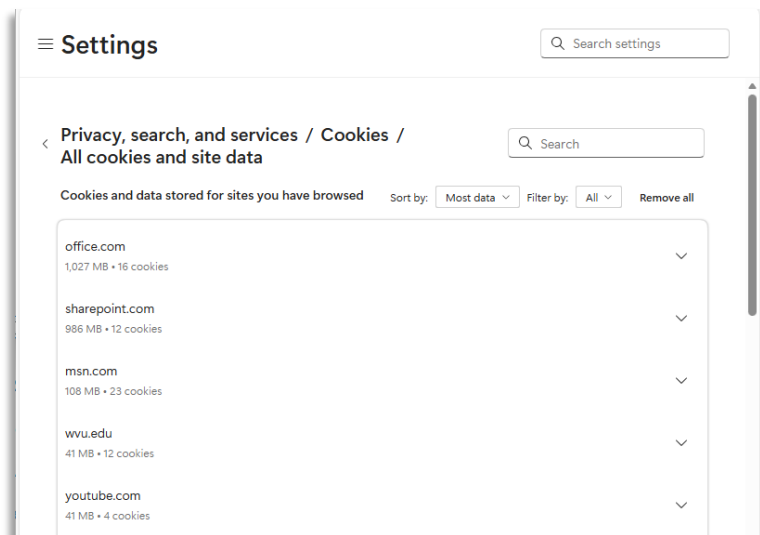 Settings
Search settings
Privacy, search, and services / Cookies /
All cookies and site data
Search
Cookies and data stored for sites you have browsed
Sort by: Most data Filter by: All Remove all
office.com
1,027 MB • 16 cookies
sharepoint.com
986 MB • 12 cookies
msn.com
108 MB • 23 cookies
wvu.edu
41 MB • 12 cookies
youtube.com
41 MB • 4 cookies